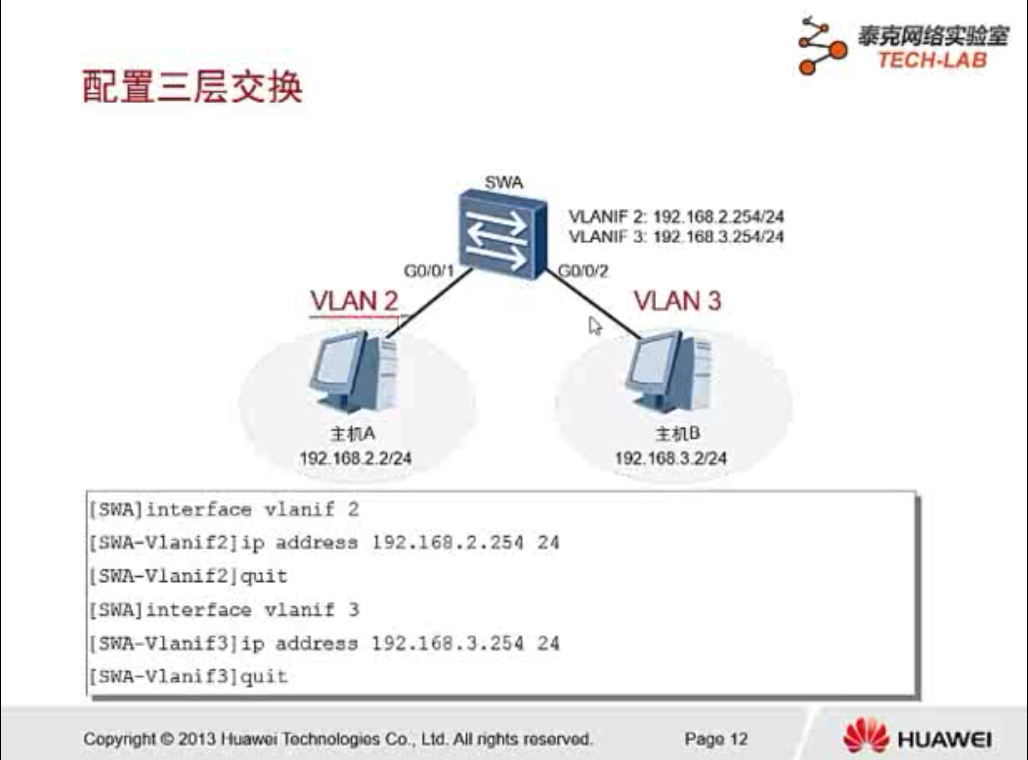 泰克网络实验室
TECH-LAB
配置三层交换
SWA
VLANIF 2: 192.168.2.254/24
VLANIF 3: 192.168.3.254/24
G0/0/1
G0/0/2
VLAN 2
VLAN 3
主机A
主机B
192.168.2.2/24
192.168.3.2/24
[SWA]interface vlanif 2
[SWA-Vlanif2]ip address 192.168.2.254 24
[SWA-Vlanif2]quit
[SWA]interface vlanif 3
[SWA-Vlanif3]ip address 192.168.3.254 24
[SWA-Vlanif3]quit
Copyright © 2013 Huawei Technologies Co., Ltd. All rights reserved.
Page 12
HUAWEI